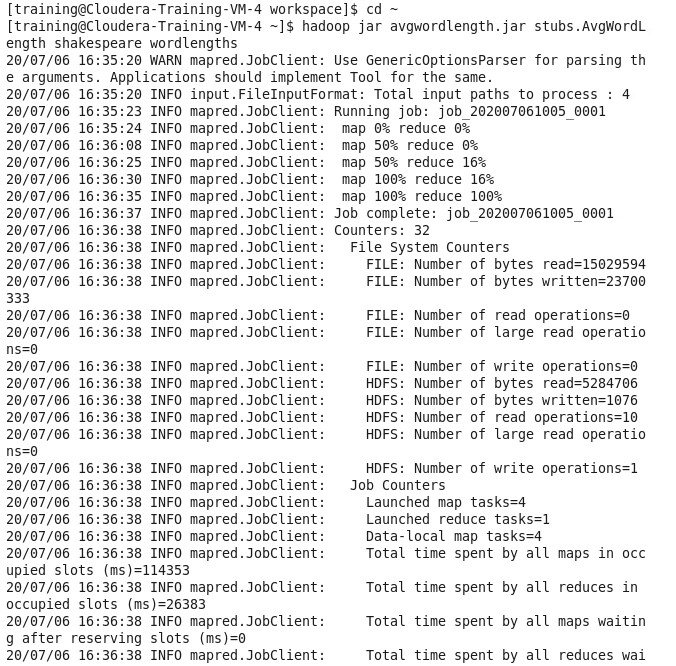 [training@Cloudera-Training-VM-4 workspace]$ cd ~
[training@Cloudera-Training-VM-4 ~]$ hadoop jar avgwordlength.jar stubs.AvgWordL
ength shakespeare wordlengths
20/07/06 16:35:20 WARN mapred.JobClient: Use GenericOptionsParser for parsing th
e arguments. Applications should implement Tool for the same.
20/07/06 16:35:20 INFO input.FileInputFormat: Total input paths to process : 4
20/07/06 16:35:23 INFO mapred.JobClient: Running job: job_202007061005_0001
20/07/06 16:35:24 INFO mapred.JobClient:  map 0% reduce 0%
20/07/06 16:36:08 INFO mapred.JobClient:  map 50% reduce 0%
20/07/06 16:36:25 INFO mapred.JobClient:  map 50% reduce 16%
20/07/06 16:36:30 INFO mapred.JobClient:  map 100% reduce 16%
20/07/06 16:36:35 INFO mapred.JobClient:  map 100% reduce 100%
20/07/06 16:36:37 INFO mapred.JobClient: Job complete: job_202007061005_0001
20/07/06 16:36:38 INFO mapred.JobClient: Counters: 32
20/07/06 16:36:38 INFO mapred.JobClient:   File System Counters
20/07/06 16:36:38 INFO mapred.JobClient:     FILE: Number of bytes read=15029594
20/07/06 16:36:38 INFO mapred.JobClient:     FILE: Number of bytes written=23700
333
20/07/06 16:36:38 INFO mapred.JobClient:     FILE: Number of read operations=0
20/07/06 16:36:38 INFO mapred.JobClient:     FILE: Number of large read operatio
ns=0
20/07/06 16:36:38 INFO mapred.JobClient:     FILE: Number of write operations=0
20/07/06 16:36:38 INFO mapred.JobClient:     HDFS: Number of bytes read=5284706
20/07/06 16:36:38 INFO mapred.JobClient:     HDFS: Number of bytes written=1076
20/07/06 16:36:38 INFO mapred.JobClient:     HDFS: Number of read operations=10
20/07/06 16:36:38 INFO mapred.JobClient:     HDFS: Number of large read operatio
ns=0
20/07/06 16:36:38 INFO mapred.JobClient:     HDFS: Number of write operations=1
20/07/06 16:36:38 INFO mapred.JobClient:   Job Counters
20/07/06 16:36:38 INFO mapred.JobClient:     Launched map tasks=4
20/07/06 16:36:38 INFO mapred.JobClient:     Launched reduce tasks=1
20/07/06 16:36:38 INFO mapred.JobClient:     Data-local map tasks=4
20/07/06 16:36:38 INFO mapred.JobClient:     Total time spent by all maps in occ
upied slots (ms)=114353
20/07/06 16:36:38 INFO mapred.JobClient:     Total time spent by all reduces in
occupied slots (ms)=26383
20/07/06 16:36:38 INFO mapred.JobClient:     Total time spent by all maps waitin
g after reserving slots (ms)=0
20/07/06 16:36:38 INFO mapred.JobClient:     Total time spent by all reduces wai